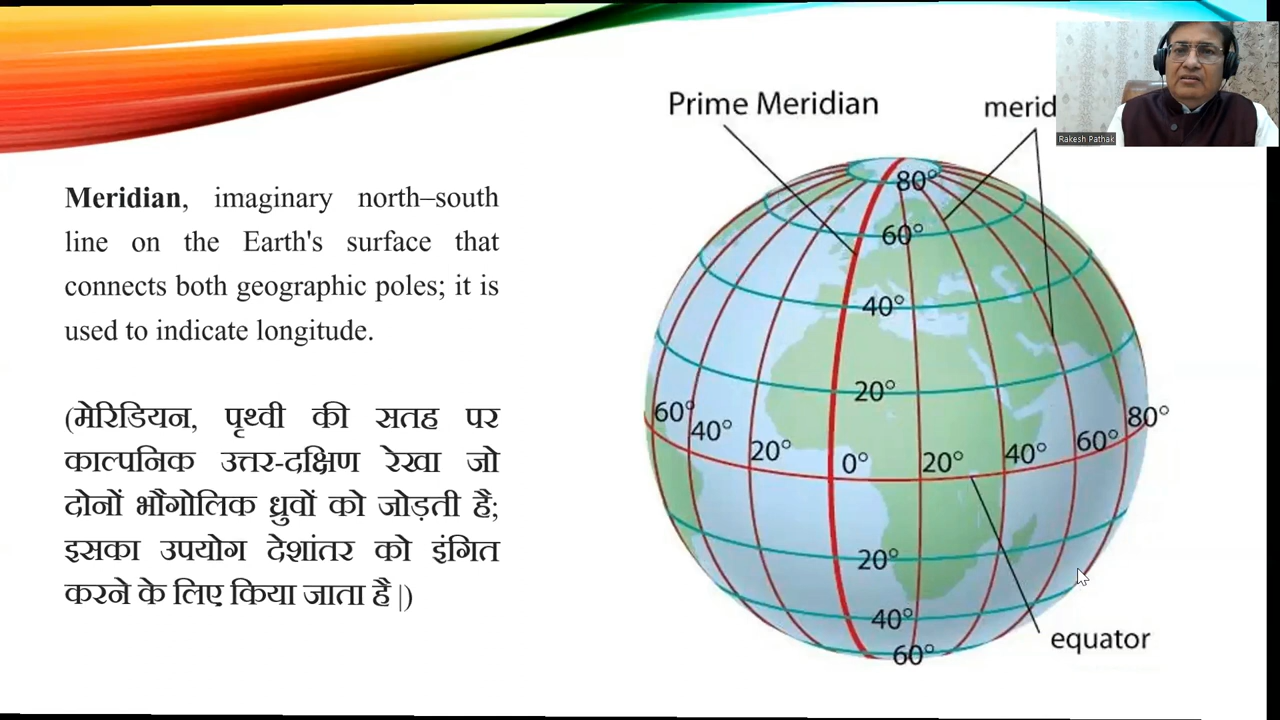 Prime Meridian
merid
Rakesh Pathak
Meridian, imaginary north–south
line on the Earth's surface that
connects both geographic poles; it is
used to indicate longitude.
(मेरिडियन, पृथ्वी की सतह पर
काल्पनिक उत्तर-दक्षिण रेखा जो
दोनों भौगोलिक ध्रुवों को जोड़ती है;
इसका उपयोग देशांतर को इंगित
करने के लिए किया जाता है|)
80°
60°
40°
20°
60° 40° 20° 0° 20° 40° 60° 80°
20°
40°
60°
equator